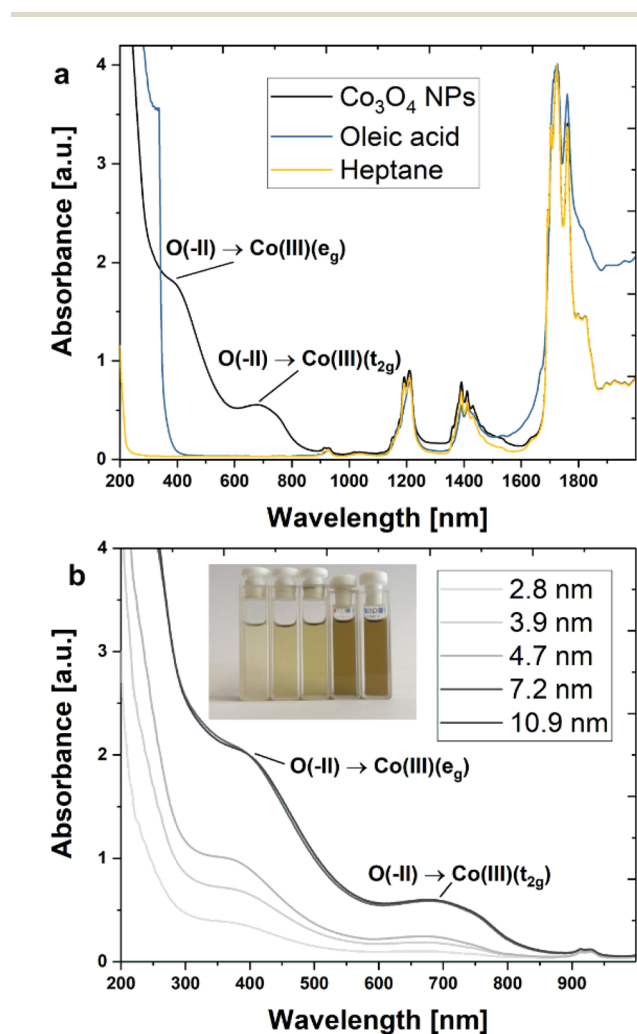 a
4
3
2
1
0
Absorbance [a.u.]
Co₃O₄ NPs
Oleic acid
Heptane
O(-II) → Co(III)(e₉)
O(-II) → Co(III)(t₂g)
200 400 600 800 1000 1200 1400 1600 1800
Wavelength [nm]
b
4
3
2
1
0
Absorbance [a.u.]
2.8 nm
3.9 nm
4.7 nm
7.2 nm
10.9 nm
O(-II) → Co(III)(e_g)
O(-II) → Co(III)(t₂g)
200 300 400 500 600 700 800 900
Wavelength [nm]